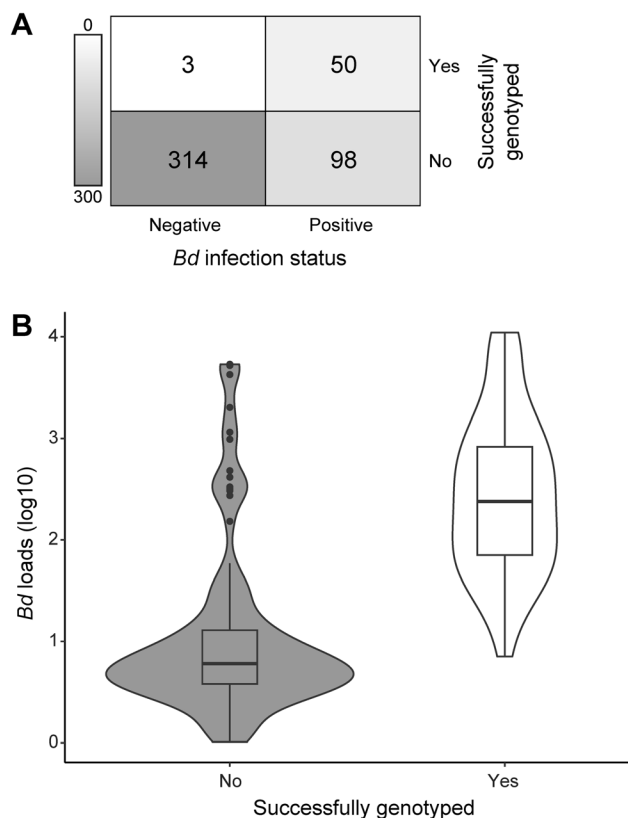 A
0
300
3
50
Yes
314
98
No
Successfully
genotyped
Negative
Positive
Bd infection status
B
4
3
2
1
0
Bd loads (log10)
No
Yes
Successfully genotyped